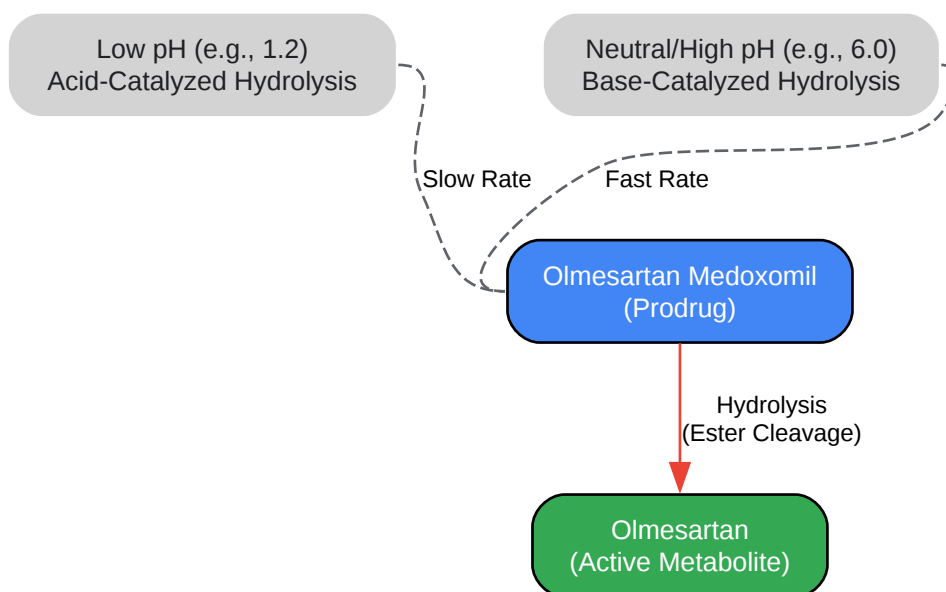 Low pH (e.g., 1.2)
Acid-Catalyzed Hydrolysis
Neutral/High pH (e.g., 6.0)
Base-Catalyzed Hydrolysis
Slow Rate
Fast Rate
Olmesartan Medoxomil
(Prodrug)
Hydrolysis
(Ester Cleavage)
Olmesartan
(Active Metabolite)